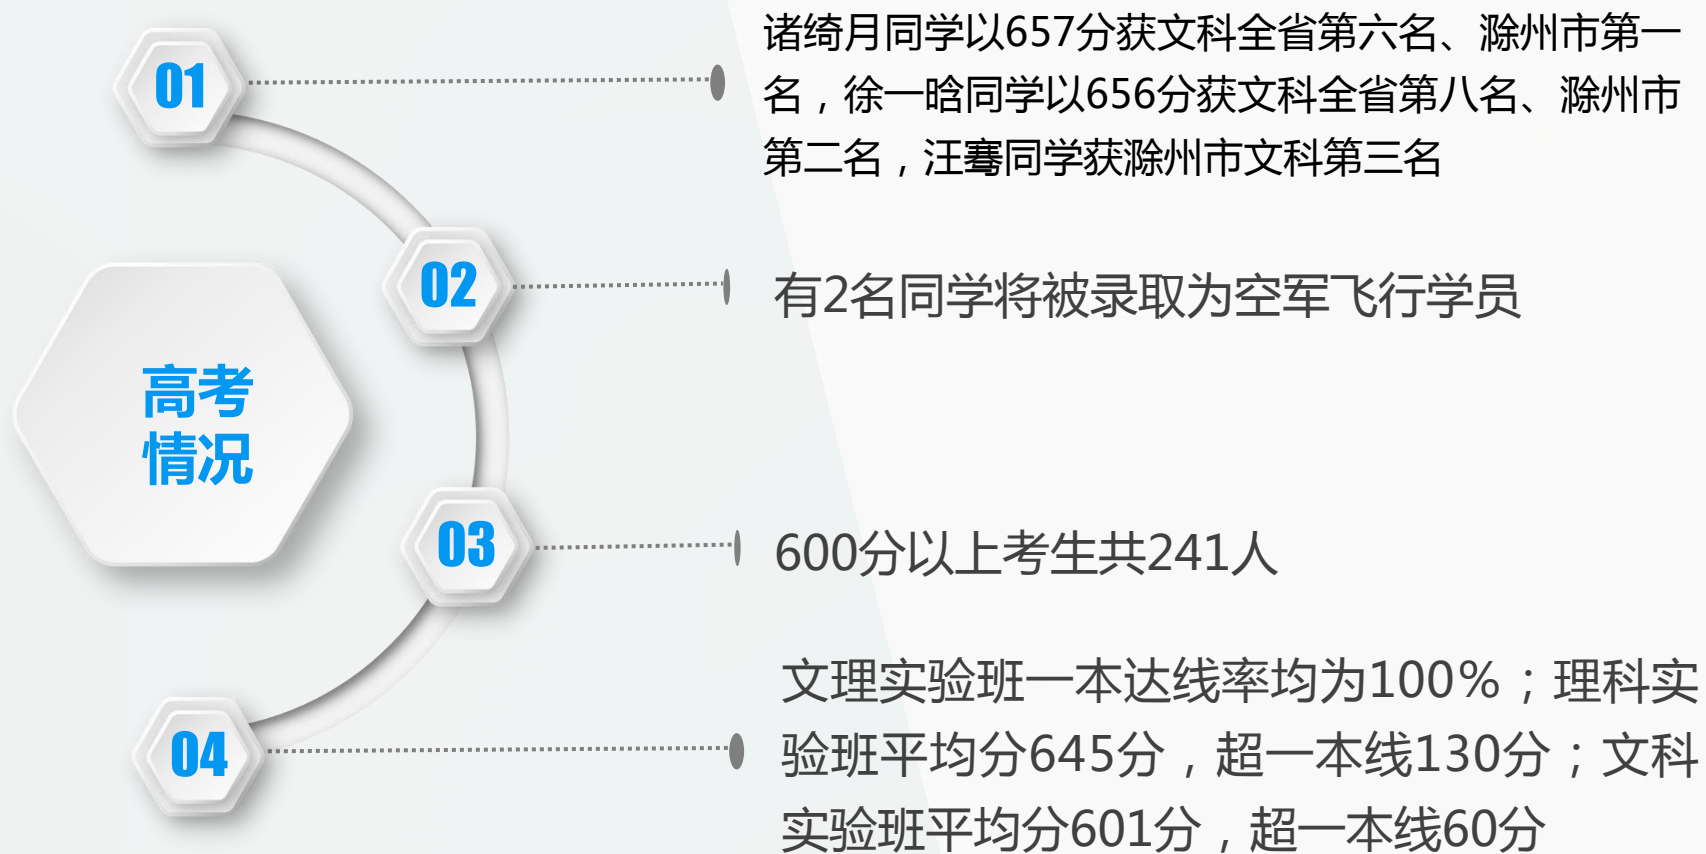 01
诸绮月同学以657分获文科全省第六名、滁州市第一
名，徐一晗同学以656分获文科全省第八名、滁州市
第二名，汪骞同学获滁州市文科第三名
02
有2名同学将被录取为空军飞行学员
高考
情况
03
600分以上考生共241人
04
文理实验班一本达线率均为100%；理科实
验班平均分645分，超一本线130分；文科
实验班平均分601分，超一本线60分